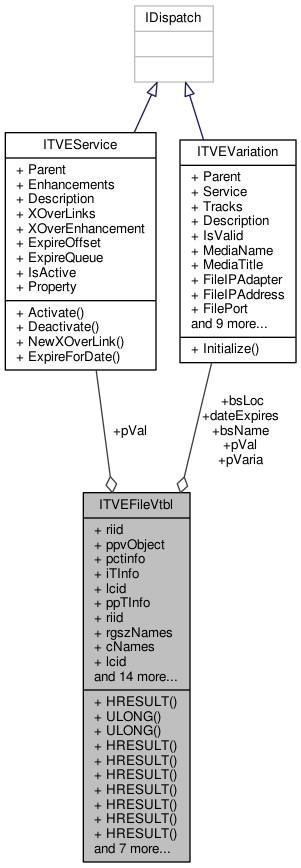 IDispatch
ITVEService
+ Parent
+ Enhancements
+ Description
+ XOverLinks
+ XOverEnhancement
+ ExpireOffset
+ ExpireQueue
+ IsActive
+ Property
+ Activate()
+ Deactivate()
+ NewXOverLink()
+ ExpireForDate()
ITVEVariation
+ Parent
+ Service
+ Tracks
+ Description
+ IsValid
+ MediaName
+ MediaTitle
+ FileIPAdapter
+ FileIPAddress
+ FilePort
and 9 more...
+ Initialize()
+pVal
+bsLoc
+dateExpires
+bsName
+pVal
+pVaria
ITVEFileVtbl
+ riid
+ ppvObject
+ pctinfo
+ iTInfo
+ lcid
+ ppTInfo
+ riid
+ rgszNames
+ cNames
+ lcid
and 14 more...
+ HRESULT()
+ ULONG()
+ ULONG()
+ HRESULT()
+ HRESULT()
+ HRESULT()
+ HRESULT()
+ HRESULT()
+ HRESULT()
+ HRESULT()
and 7 more...